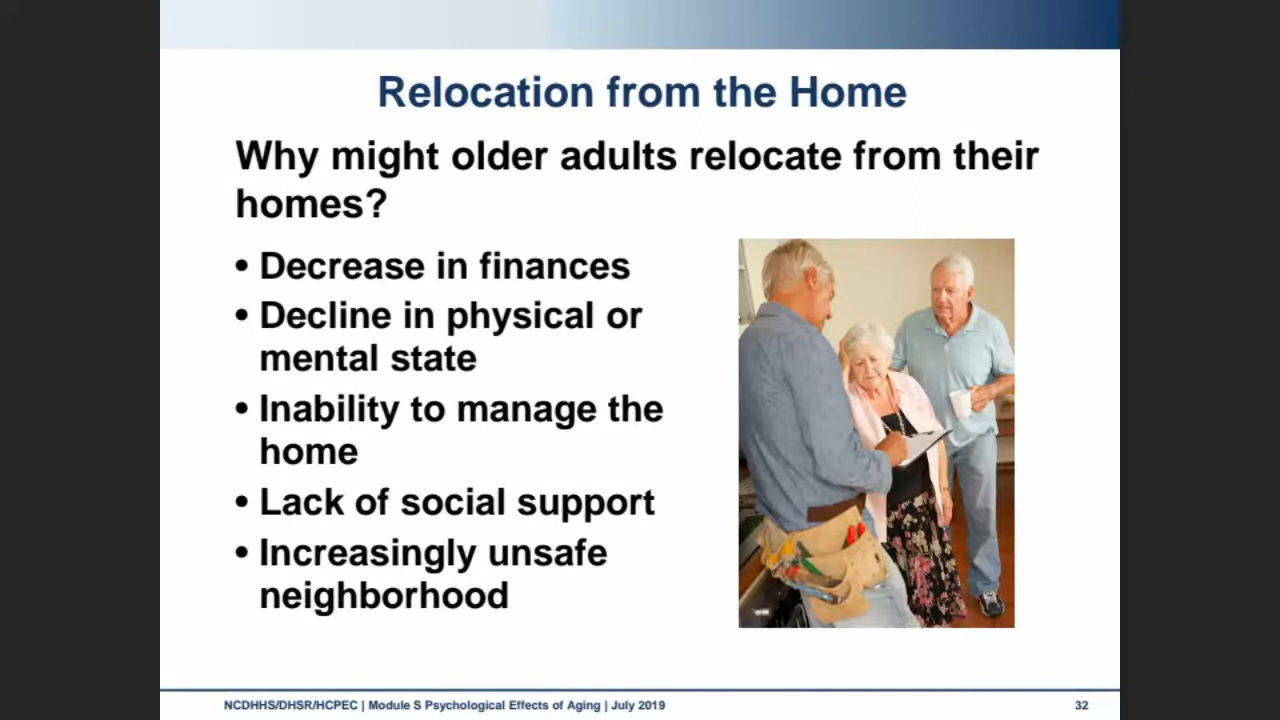 Relocation from the Home
Why might older adults relocate from their
homes?
• Decrease in finances
• Decline in physical or
mental state
• Inability to manage the
home
• Lack of social support
• Increasingly unsafe
neighborhood
NCDHHS/DHSR/HCPEC | Module S Psychological Effects of Aging | July 2019
32